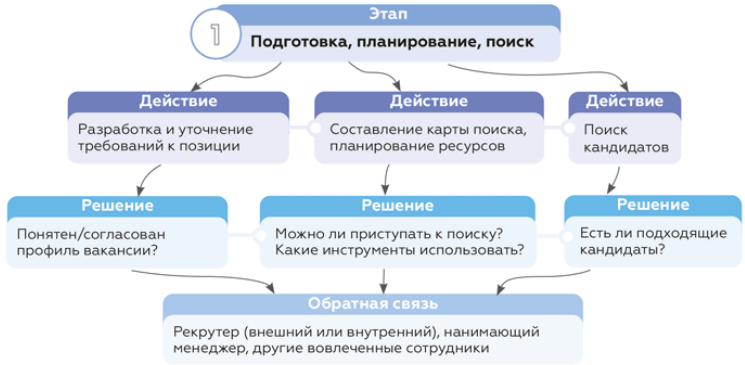 Этап
1
Подготовка, планирование, поиск
Действие
Разработка и уточнение
требований к позиции
Действие
Составление карты поиска,
планирование ресурсов
Действие
Поиск
кандидатов
Решение
Понятен/согласован
профиль вакансии?
Решение
Можно ли приступать к поиску?
Какие инструменты использовать?
Решение
Есть ли подходящие
кандидаты?
Обратная связь
Рекрутер (внешний или внутренний), нанимающий
менеджер, другие вовлеченные сотрудники